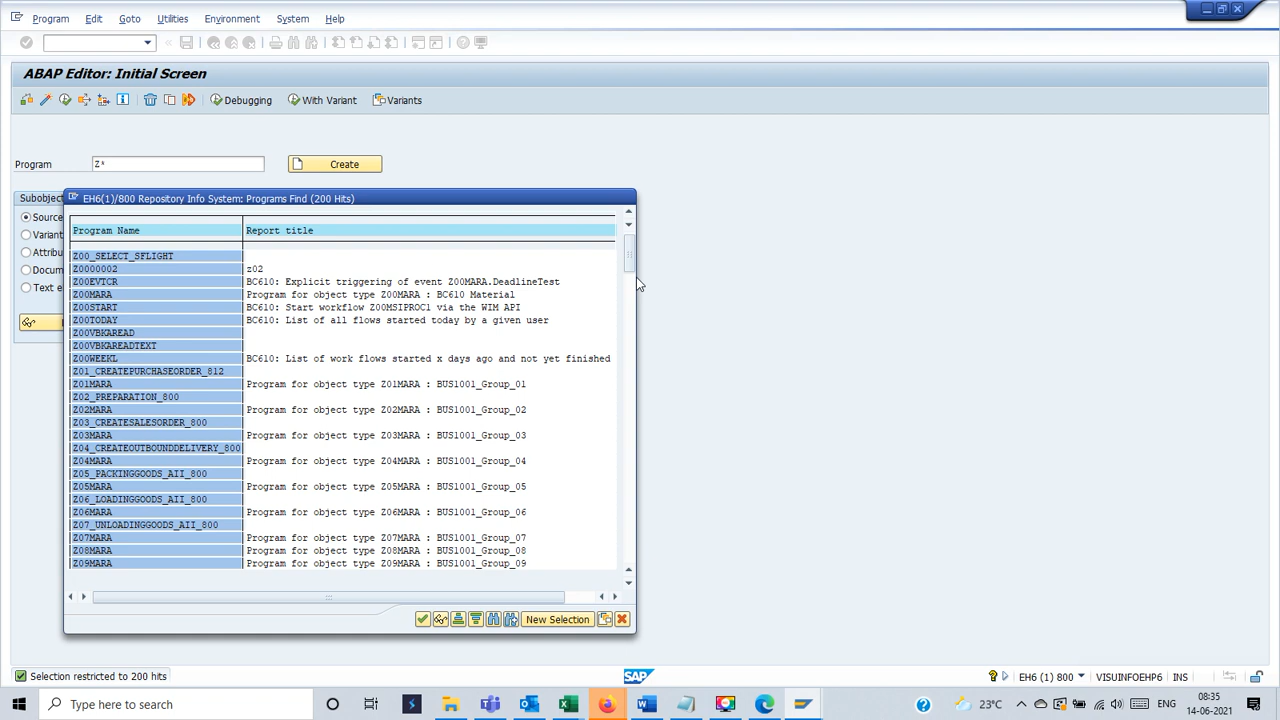 Program Edit Goto Utilities Environment System Help
ABAP Editor: Initial Screen
Debugging With Variant Variants
Program Z* Create
Subobjec
Source
Variant
Attribu
Docum
Text e
EH6(1)/800 Repository Info System: Programs Find (200 Hits)
Program Name Report title
Z00_SELECT_SFLIGHT
Z0000002 z02
Z00EVTCR BC610: Explicit triggering of event Z00MARA.DeadlineTest
Z00MARA Program for object type Z00MARA : BC610 Material
Z00START BC610: Start workflow Z00MSIPROC1 via the WIM API
Z00TODAY BC610: List of all flows started today by a given user
Z00VBKAREAD
Z00VBKAREADTEXT
Z00WEEKL BC610: List of work flows started x days ago and not yet finished
Z01_CREATEPURCHASEORDER_812
Z01MARA Program for object type Z01MARA : BUS1001_Group_01
Z02_PREPARATION_800
Z02MARA Program for object type Z02MARA : BUS1001_Group_02
Z03_CREATESALESORDER_800
Z03MARA Program for object type Z03MARA : BUS1001_Group_03
Z04_CREATEOUTBOUNDDELIVERY_800
Z04MARA Program for object type Z04MARA : BUS1001_Group_04
Z05_PACKINGGOODS_AII_800
Z05MARA Program for object type Z05MARA : BUS1001_Group_05
Z06_LOADINGGOODS_AII_800
Z06MARA Program for object type Z06MARA : BUS1001_Group_06
Z07_UNLOADINGGOODS_AII_800
Z07MARA Program for object type Z07MARA : BUS1001_Group_07
Z08MARA Program for object type Z08MARA : BUS1001_Group_08
Z09MARA Program for object type Z09MARA : BUS1001_Group_09
New Selection
Selection restricted to 200 hits
SAP
EH6 (1) 800 VISUINFOEHP6 INS
Type here to search
23°C ENG 08:35
14-06-2021